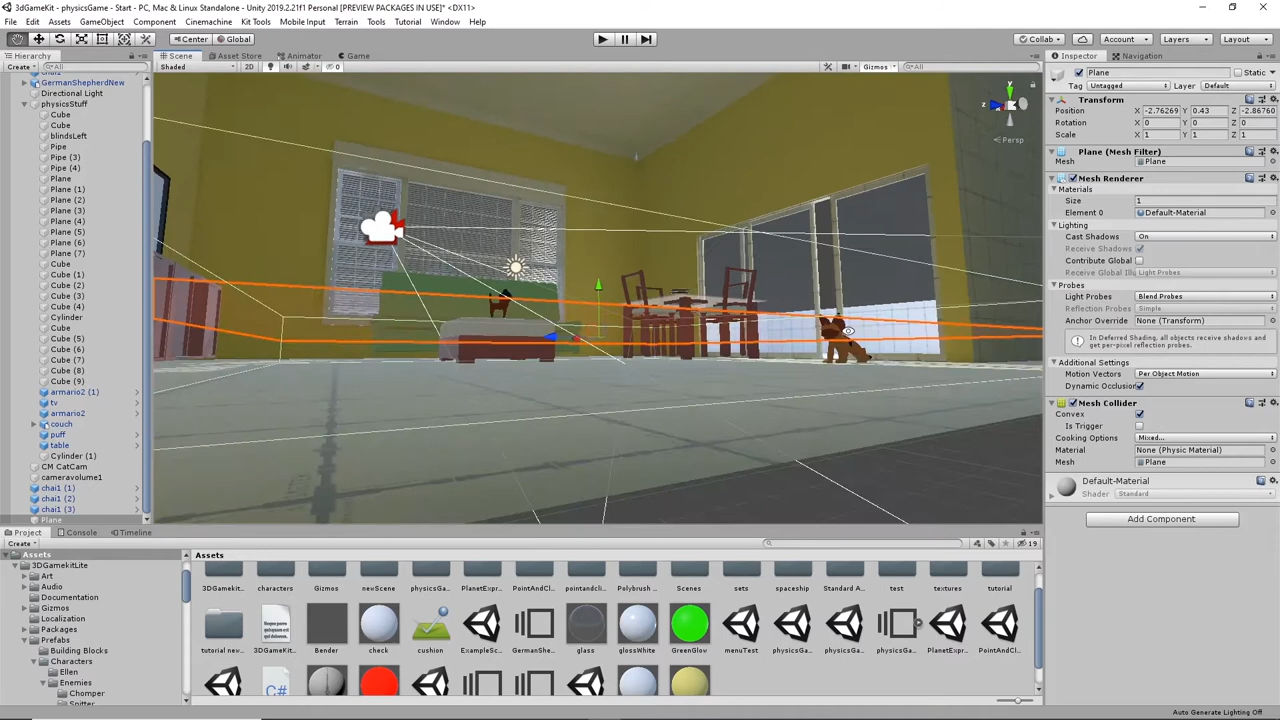 3dGameKit - physicsGame - Start - PC, Mac & Linux Standalone - Unity 2019.2.21f1 Personal [PREVIEW PACKAGES IN USE]* <DX11>
File Edit Assets GameObject Component Cinemachine Kit Tools Mobile Input Terrain Tools Tutorial Window Help
Center Global Collab Account Layers Layout
Hierarchy Scene Asset Store Animator Game Inspector Navigation
Create All Shaded 2D 0 Gizmos All
GermanShepherdNew
Directional Light
physicsStuff
Cube
Cube
blindsLeft
Pipe
Pipe (3)
Pipe (4)
Plane
Plane (1)
Plane (2)
Plane (3)
Plane (4)
Plane (5)
Plane (6)
Plane (7)
Cube
Cube (1)
Cube (2)
Cube (3)
Cube (4)
Cylinder
Cube
Cube (5)
Cube (6)
Cube (7)
Cube (8)
Cube (9)
armario2 (1)
tv
armario2
couch
puff
table
Cylinder (1)
CM CatCam
cameravolume1
chai1 (1)
chai1 (2)
chai1 (3)
Plane
y
z
Persp
Plane Static
Tag Untagged Layer Default
Transform
Position X -2.76269 Y 0.43 Z -2.86760
Rotation X 0 Y 0 Z 0
Scale X 1 Y 1 Z 1
Plane (Mesh Filter)
Mesh Plane
Mesh Renderer
Materials
Size 1
Element 0 Default-Material
Lighting
Cast Shadows On
Receive Shadows
Contribute Global
Receive Global Illu Light Probes
Probes
Light Probes Blend Probes
Reflection Probes Simple
Anchor Override None (Transform)
In Deferred Shading, all objects receive shadows and
get per-pixel reflection probes.
Additional Settings
Motion Vectors Per Object Motion
Dynamic Occlusion
Mesh Collider
Convex
Is Trigger
Cooking Options Mixed...
Material None (Physic Material)
Mesh Plane
Default-Material
Shader Standard
Add Component
Project Console Timeline
Create 19
Assets
3DGamekitLite
Art
Audio
Documentation
Gizmos
Localization
Packages
Prefabs
Building Blocks
Characters
Ellen
Enemies
Chomper
Spitter
Assets
3DGamekit... characters Gizmos newScene physicsGa... PlanetExpre... PointAndCl... pointandcli... Polybrush ... Scenes sets spaceship Standard A... test textures tutorial
tutorial new... 3DGameKit... Bender check cushion ExampleSc... GermanShe... glass glossWhite GreenGlow menuTest physicsGa... physicsGa... physicsGa... PlanetExpr... PointAndCl...
Auto Generate Lighting Off